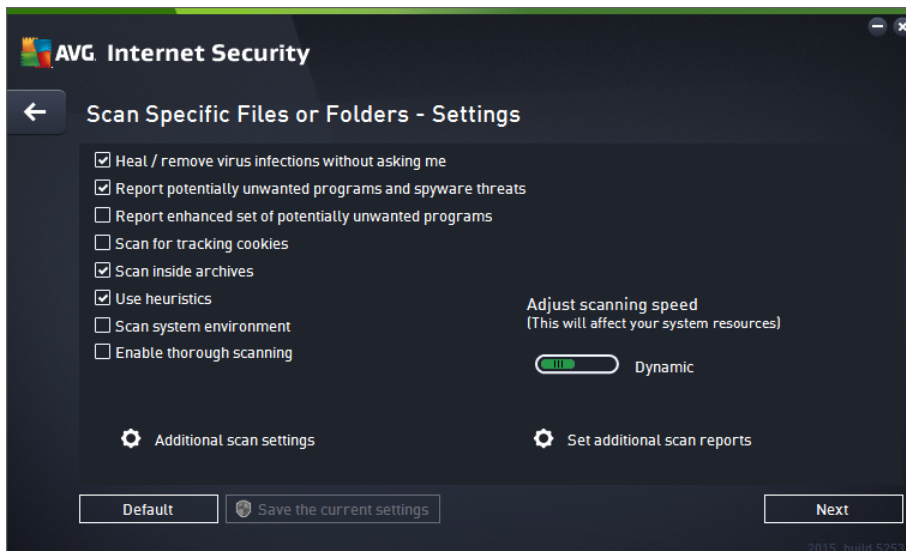 AVG. Internet Security
Scan Specific Files or Folders - Settings
Heal / remove virus infections without asking me
Report potentially unwanted programs and spyware threats
Report enhanced set of potentially unwanted programs
Scan for tracking cookies
Scan inside archives
Use heuristics
Scan system environment
Enable thorough scanning
Adjust scanning speed
(This will affect your system resources)
Dynamic
Additional scan settings
Set additional scan reports
Default
Save the current settings
Next
2015, build 5253